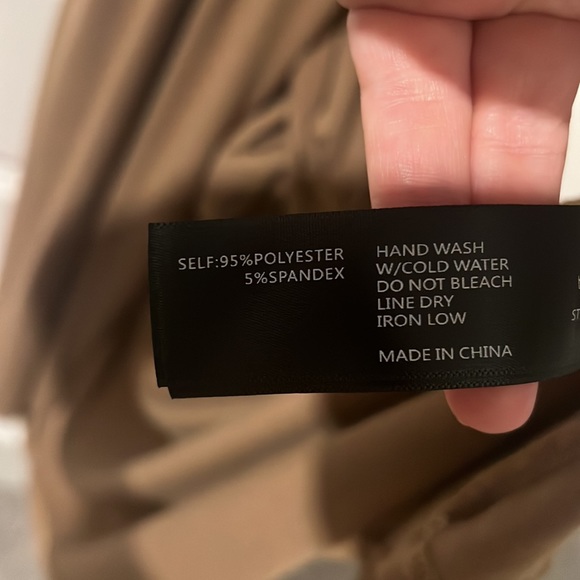 SELF:95%POLYESTER
5%SPANDEX
HAND WASH
W/COLD WATER
DO NOT BLEACH
LINE DRY
IRON LOW
MADE IN CHINA